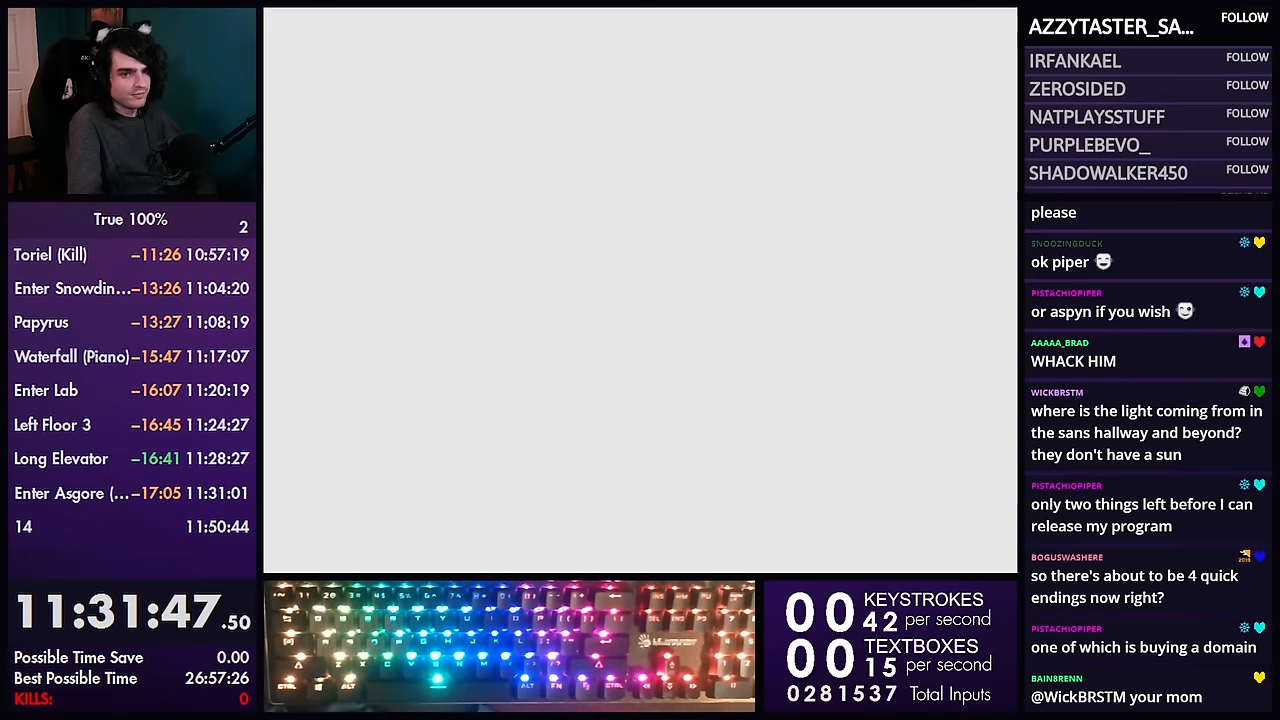 True 100%
2
Toriel (Kill) −11:26 10:57:19
Enter Snowdin... −13:26 11:04:20
Papyrus −13:27 11:08:19
Waterfall (Piano) −15:47 11:17:07
Enter Lab −16:07 11:20:19
Left Floor 3 −16:45 11:24:27
Long Elevator −16:41 11:28:27
Enter Asgore (... −17:05 11:31:01
14 11:50:44
11:31:47.50
Possible Time Save 0.00
Best Possible Time 26:57:26
KILLS: 0
00 KEYSTROKES
42 per second
00 TEXTBOXES
15 per second
0281537 Total Inputs
AZZYTASTER_SA... FOLLOW
IRFANKAEL FOLLOW
ZEROSIDED FOLLOW
NATPLAYSSTUFF FOLLOW
PURPLEBEVO_ FOLLOW
SHADOWALKER450 FOLLOW
please
SNOOZINGDUCK
ok piper
PISTACHIOPIPER
or aspyn if you wish
AAAAA_BRAD
WHACK HIM
WICKBRSTM
where is the light coming from in
the sans hallway and beyond?
they don't have a sun
PISTACHIOPIPER
only two things left before I can
release my program
BOGUSWASHERE
so there's about to be 4 quick
endings now right?
PISTACHIOPIPER
one of which is buying a domain
BAIN8RENN
@WickBRSTM your mom